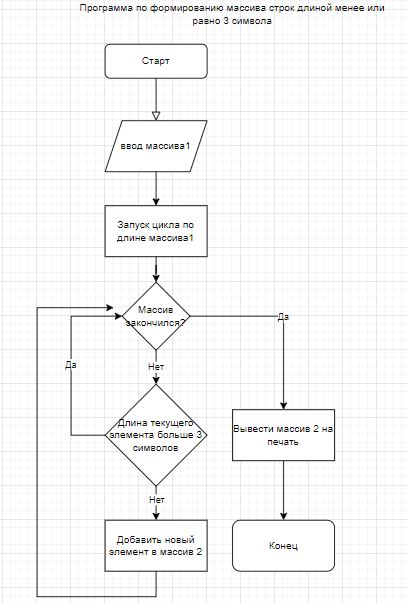 Программа по формированию массива строк длиной менее или
равно 3 символа
Старт
ввод массива1
Запуск цикла по
длине массива1
Массив
закончился?
Да
Да
Нет
Длина текущего
элемента больше 3
символов
Вывести массив 2 на
печать
Нет
Добавить новый
элемент в массив 2
Конец